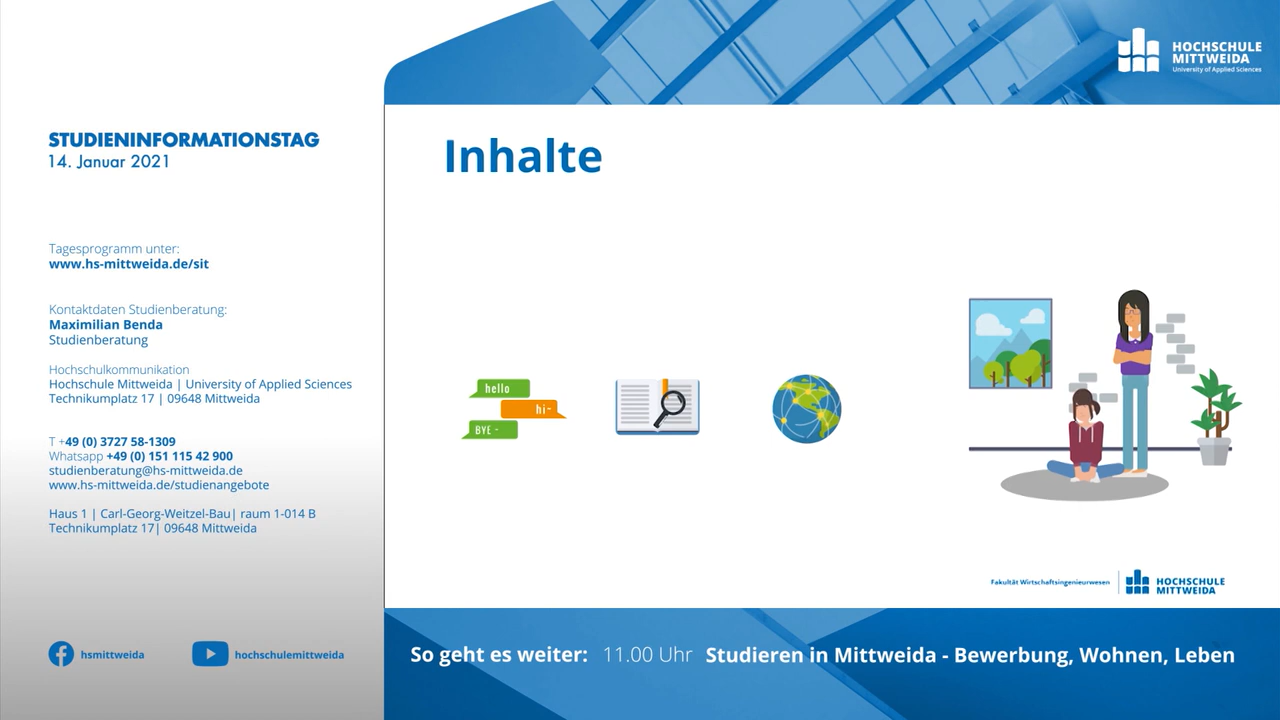 HOCHSCHULE
MITTWEIDA
University of Applied Sciences
STUDIENINFORMATIONSTAG
14. Januar 2021
Tagesprogramm unter:
www.hs-mittweida.de/sit
Kontaktdaten Studienberatung:
Maximilian Benda
Studienberatung
Hochschulkommunikation
Hochschule Mittweida | University of Applied Sciences
Technikumplatz 17 | 09648 Mittweida
T +49 (0) 3727 58-1309
Whatsapp +49 (0) 151 115 42 900
studienberatung@hs-mittweida.de
www.hs-mittweida.de/studienangebote
Haus 1 | Carl-Georg-Weitzel-Bau| raum 1-014 B
Technikumplatz 17| 09648 Mittweida
hsmittweida
hochschulemittweida
Inhalte
hello
hi-
BYE -
Fakultät Wirtschaftsingenieurwesen
HOCHSCHULE
MITTWEIDA
So geht es weiter: 11.00 Uhr Studieren in Mittweida - Bewerbung, Wohnen, Leben